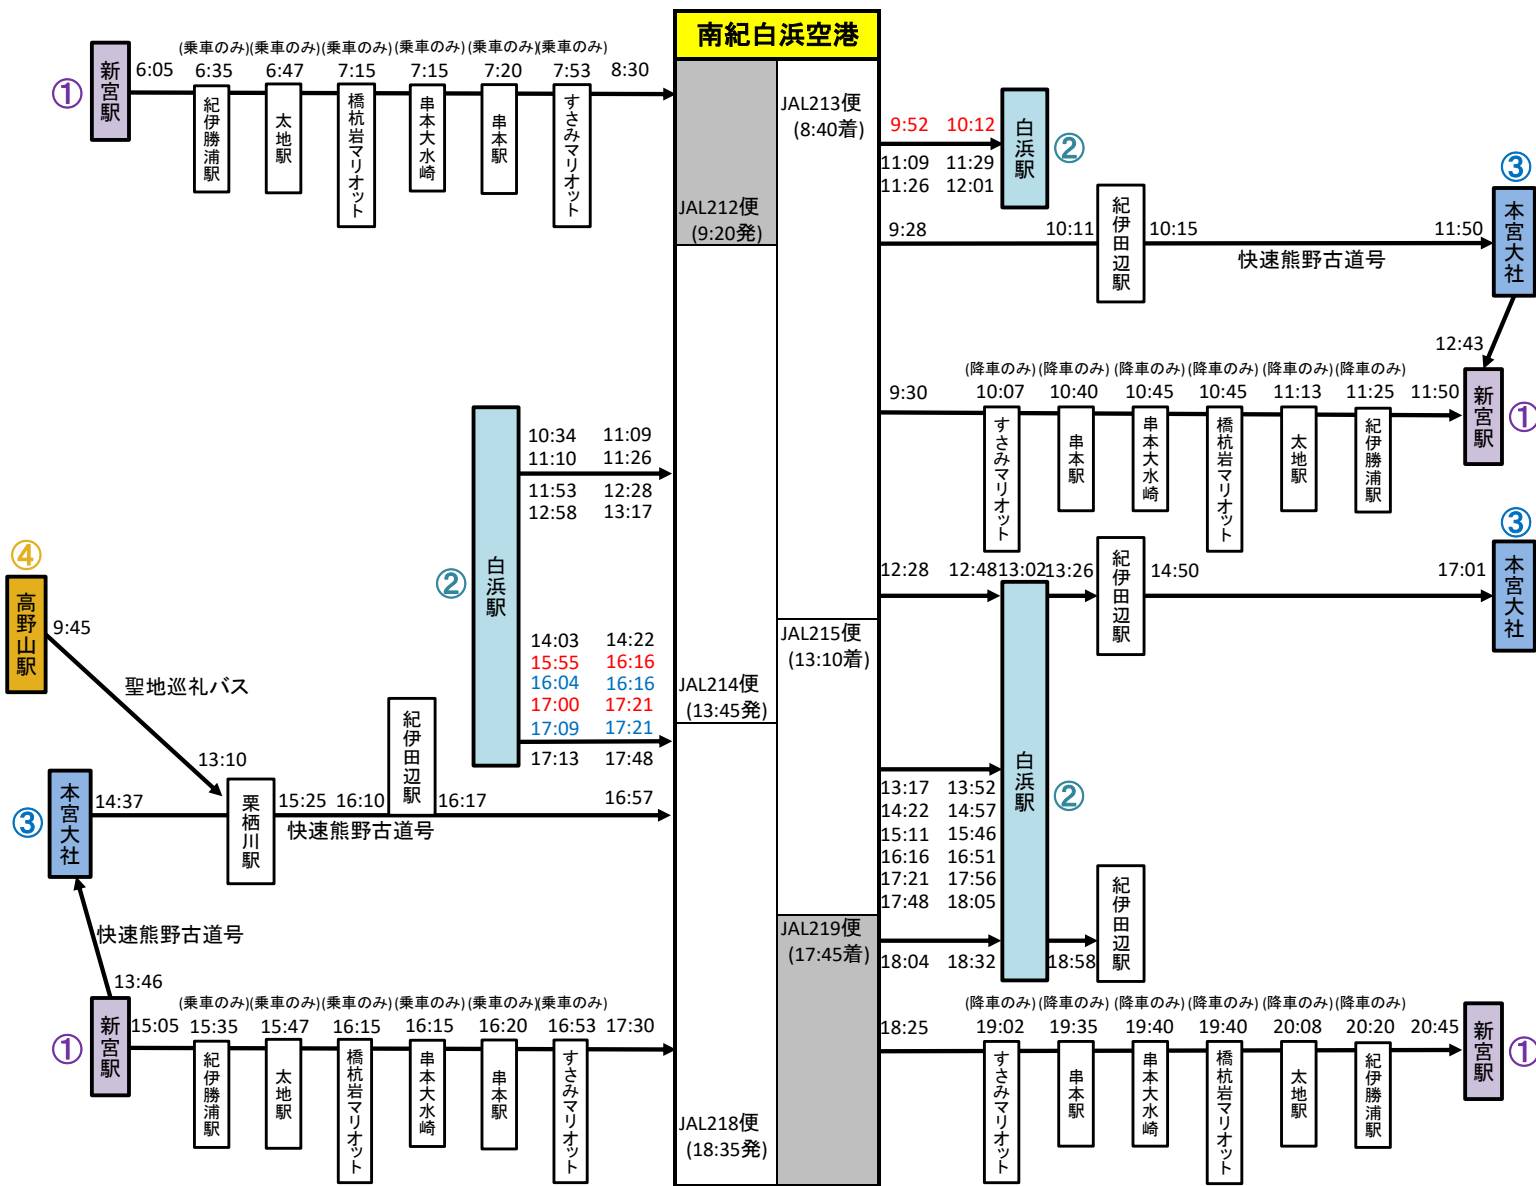 南紀白浜空港
(乗車のみ)(乗車のみ)(乗車のみ)(乗車のみ)(乗車のみ)(乗車のみ)
①
新宮駅
6:05 6:35 6:47 7:15 7:15 7:20 7:53 8:30
紀伊勝浦駅
太地駅
橋杭岩マリオット
串本大水崎
串本駅
すさみマリオット
JAL212便
(9:20発)
JAL213便
(8:40着)
9:52 10:12
11:09 11:29
11:26 12:01
白浜駅
②
9:28 10:11
紀伊田辺駅
10:15 11:50
快速熊野古道号
③
本宮大社
12:43
(降車のみ)(降車のみ)(降車のみ)(降車のみ)(降車のみ)(降車のみ)
9:30 10:07 10:40 10:45 10:45 11:13 11:25 11:50
すさみマリオット
串本駅
串本大水崎
橋杭岩マリオット
太地駅
紀伊勝浦駅
新宮駅
①
②
白浜駅
10:34 11:09
11:10 11:26
11:53 12:28
12:58 13:17
14:03 14:22
15:55 16:16
16:04 16:16
17:00 17:21
17:09 17:21
17:13 17:48
JAL214便
(13:45発)
JAL215便
(13:10着)
12:28 12:48 13:02 13:26
紀伊田辺駅
14:50 17:01
③
本宮大社
白浜駅
②
13:17 13:52
14:22 14:57
15:11 15:46
16:16 16:51
17:21 17:56
17:48 18:05
④
高野山駅
9:45
聖地巡礼バス
13:10
③
本宮大社
14:37
栗栖川駅
15:25 16:10
紀伊田辺駅
16:17 16:57
快速熊野古道号
快速熊野古道号
13:46
JAL219便
(17:45着)
18:04 18:32 18:58
紀伊田辺駅
(乗車のみ)(乗車のみ)(乗車のみ)(乗車のみ)(乗車のみ)(乗車のみ)
①
新宮駅
15:05 15:35 15:47 16:15 16:15 16:20 16:53 17:30
紀伊勝浦駅
太地駅
橋杭岩マリオット
串本大水崎
串本駅
すさみマリオット
JAL218便
(18:35発)
(降車のみ)(降車のみ)(降車のみ)(降車のみ)(降車のみ)(降車のみ)
18:25 19:02 19:35 19:40 19:40 20:08 20:20 20:45
すさみマリオット
串本駅
串本大水崎
橋杭岩マリオット
太地駅
紀伊勝浦駅
新宮駅
①